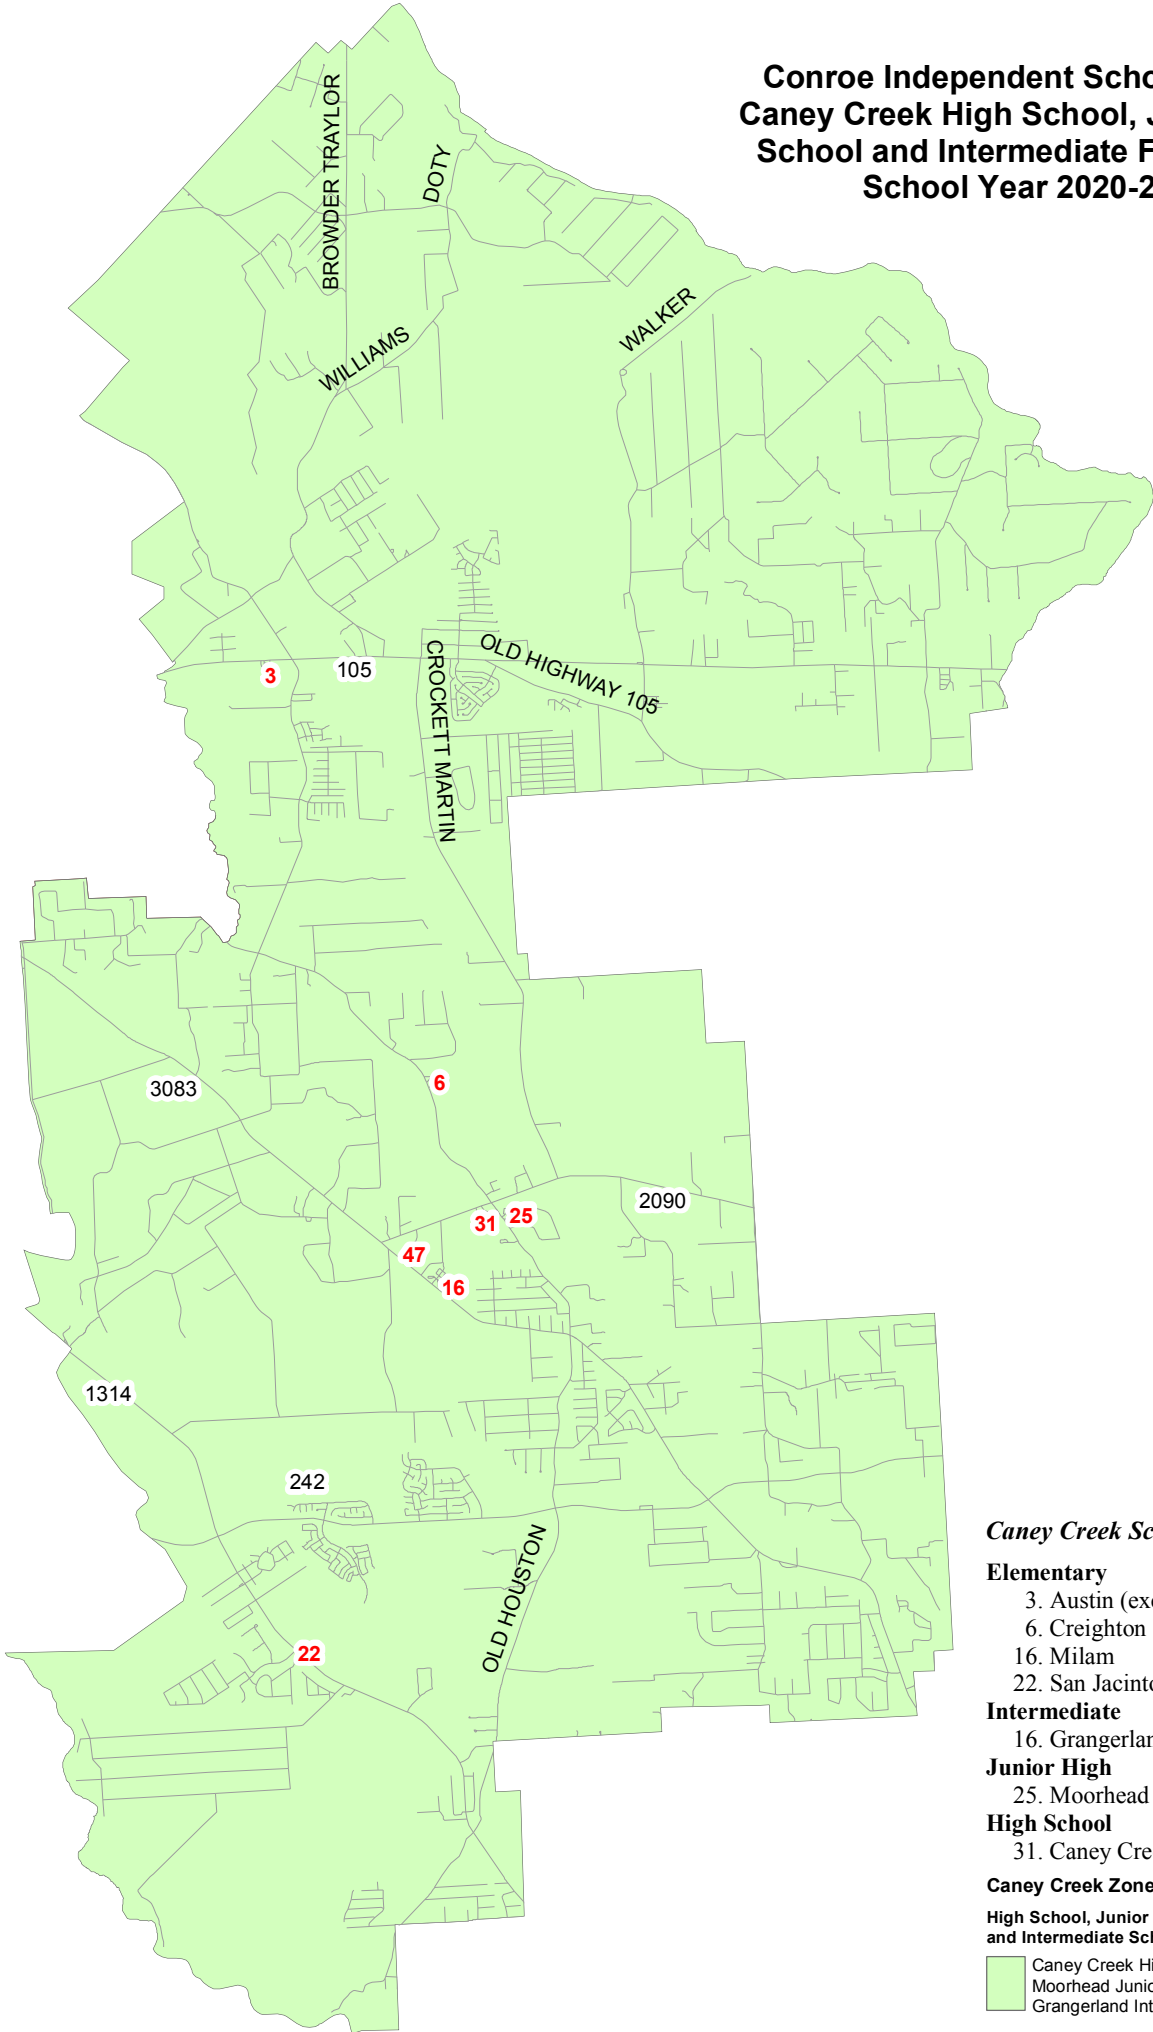 Conroe Independent Scho
Caney Creek High School, J
School and Intermediate F
School Year 2020-2
BROWDER TRAYLOR
DOTY
WILLIAMS
WALKER
3
105
CROCKETT MARTIN
OLD HIGHWAY 105
3083
6
31
25
2090
47
16
1314
242
OLD HOUSTON
22
Caney Creek Sc
Elementary
3. Austin (exc
6. Creighton
16. Milam
22. San Jacinto
Intermediate
16. Grangerlan
Junior High
25. Moorhead
High School
31. Caney Cre
Caney Creek Zone
High School, Junior
and Intermediate Sch
Caney Creek Hi
Moorhead Junio
Grangerland Int